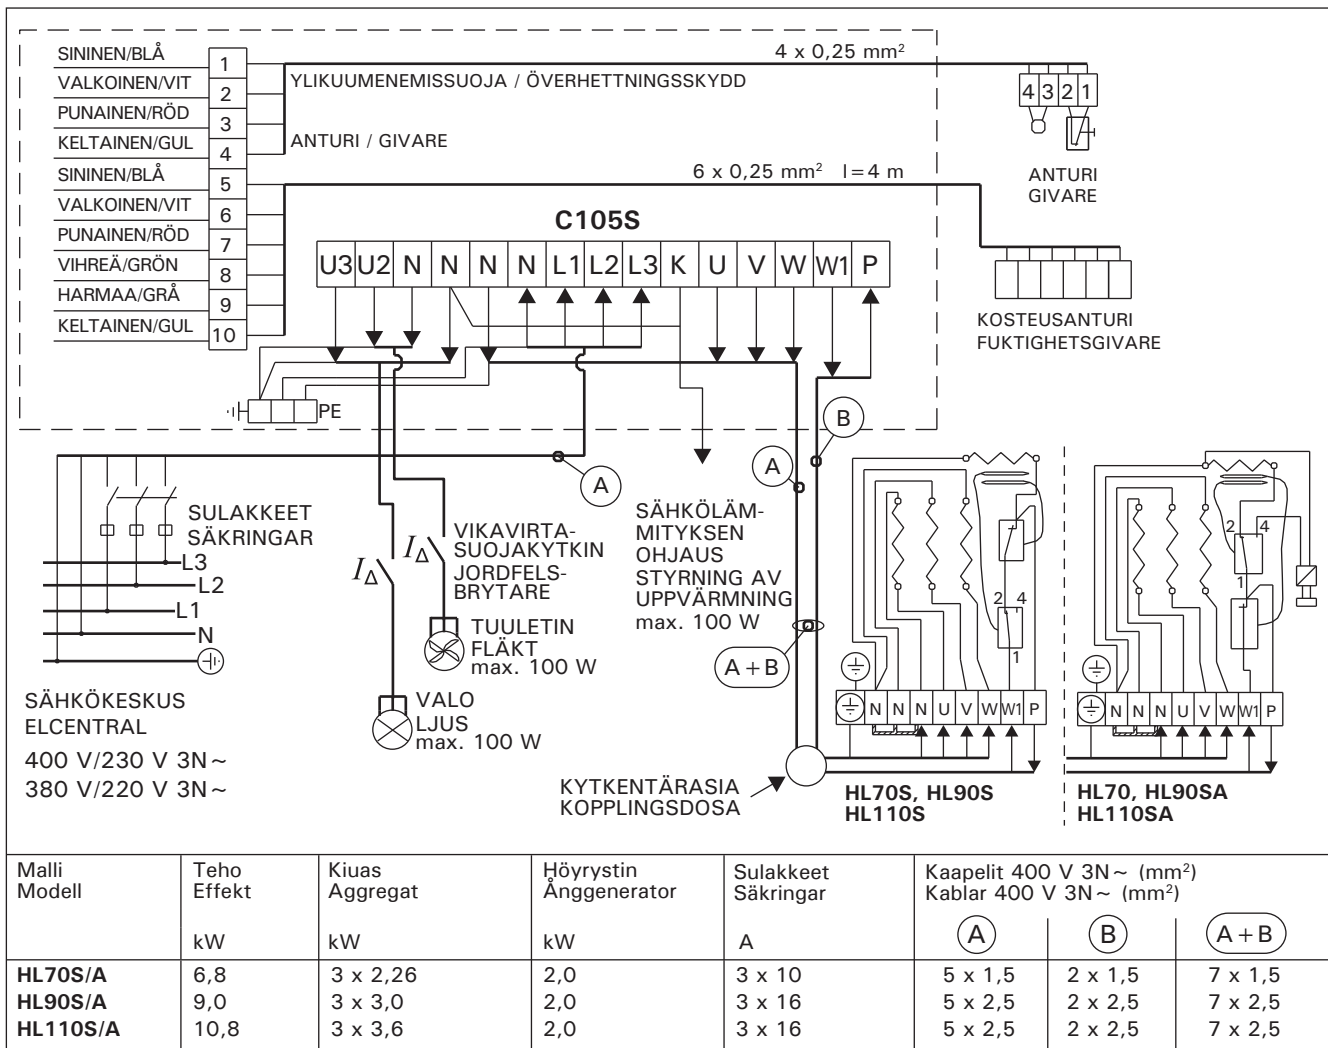 SININEN/BLÅ
VALKOINEN/VIT
PUNAINEN/RÖD
KELTAINEN/GUL
SININEN/BLÅ
VALKOINEN/VIT
PUNAINEN/RÖD
VIHREÄ/GRÖN
HARMAA/GRÅ
KELTAINEN/GUL
1
2
3
4
5
6
7
8
9
10
4 x 0,25 mm²
YLIKUUMENEMISSUOJA / ÖVERHETTNINGSSKYDD
ANTURI / GIVARE
4 3 2 1
ANTURI
GIVARE
6 x 0,25 mm² l=4 m
C105S
U3 U2 N N N N L1 L2 L3 K U V W W1 P
KOSTEUSANTURI
FUKTIGHETSGIVARE
PE
B
A
A
SULAKKEET
SÄKRINGAR
L3
L2
L1
N
SÄHKÖKESKUS
ELCENTRAL
400 V/230 V 3N~
380 V/220 V 3N~
IΔ
IΔ
VIKAVIRTA-
SUOJAKYTKIN
JORDFELS-
BRYTARE
TUULETIN
FLÄKT
max. 100 W
VALO
LJUS
max. 100 W
SÄHKÖLÄM-
MITYKSEN
OHJAUS
STYRNING AV
UPPVÄRMNING
max. 100 W
A+B
KYTKENTÄRASIA
KOPPLINGSDOSA
2 4
1
N N N U V W W1 P
HL70S, HL90S
HL110S
2 4
1
2
N N N U V W W1 P
HL70, HL90SA
HL110SA
Malli
Modell
Teho
Effekt
Kiuas
Aggregat
Höyrystin
Ånggenerator
Sulakkeet
Säkringar
Kaapelit 400 V 3N~ (mm²)
Kablar 400 V 3N~ (mm²)
kW kW kW A A B A+B
HL70S/A 6,8 3 x 2,26 2,0 3 x 10 5 x 1,5 2 x 1,5 7 x 1,5
HL90S/A 9,0 3 x 3,0 2,0 3 x 16 5 x 2,5 2 x 2,5 7 x 2,5
HL110S/A 10,8 3 x 3,6 2,0 3 x 16 5 x 2,5 2 x 2,5 7 x 2,5